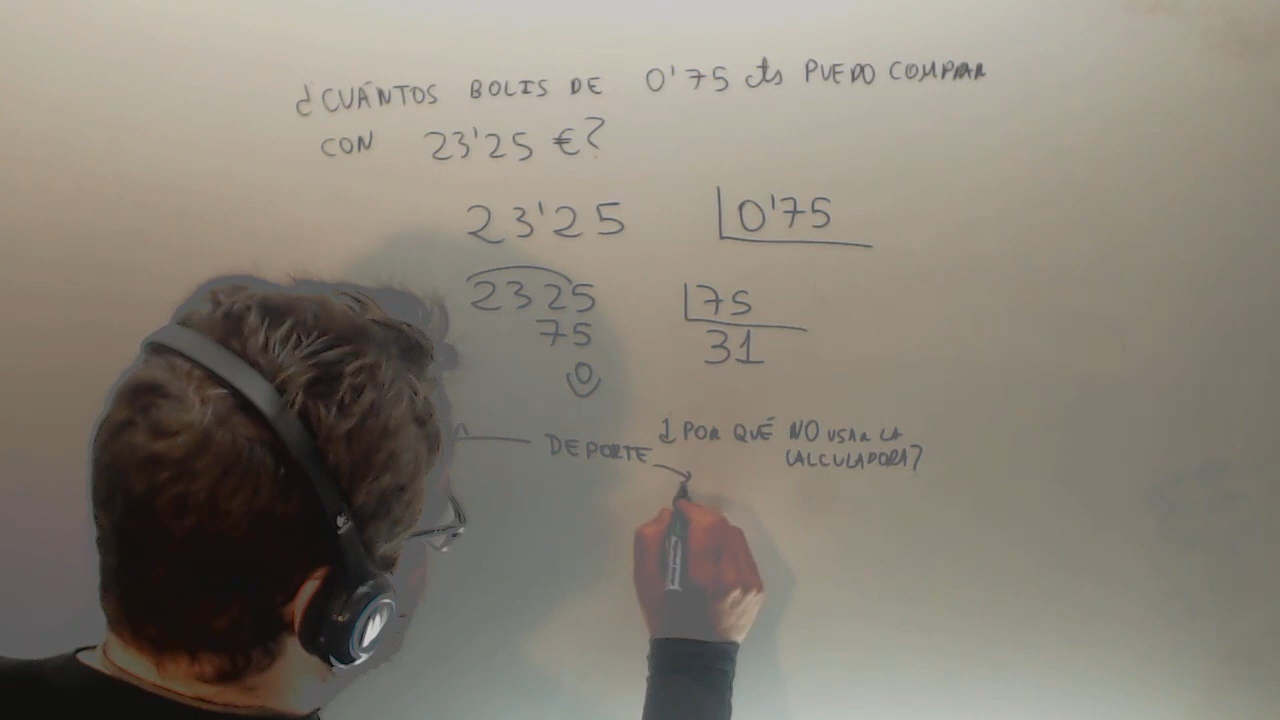 ¿CUÁNTOS BOLIS DE 0'75 cts PUEDO COMPRAR
CON 23'25 €?
23'25 0'75
2325 75
75 31
0
DEPORTE ¿POR QUÉ NO USAR LA
CALCULADORA?